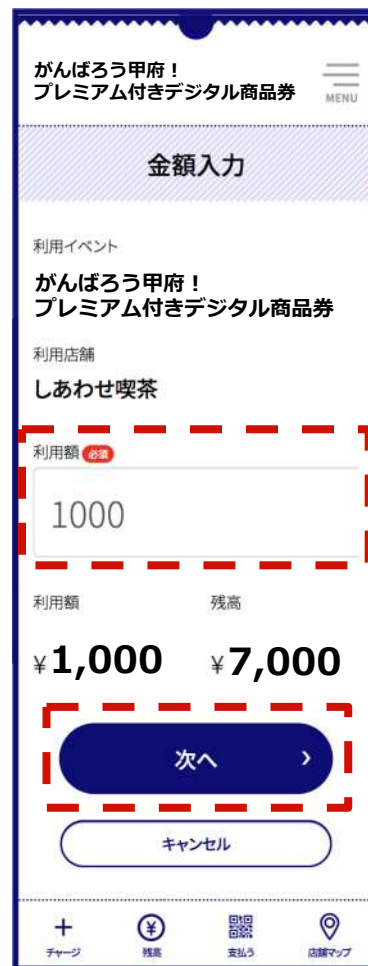 がんばろう甲府！
プレミアム付きデジタル商品券
MENU
金額入力
利用イベント
がんばろう甲府！
プレミアム付きデジタル商品券
利用店舗
しあわせ喫茶
利用額 必須
1000
利用額 残高
¥1,000 ¥7,000
次へ
キャンセル
チャージ 残高 支払う 店舗マップ